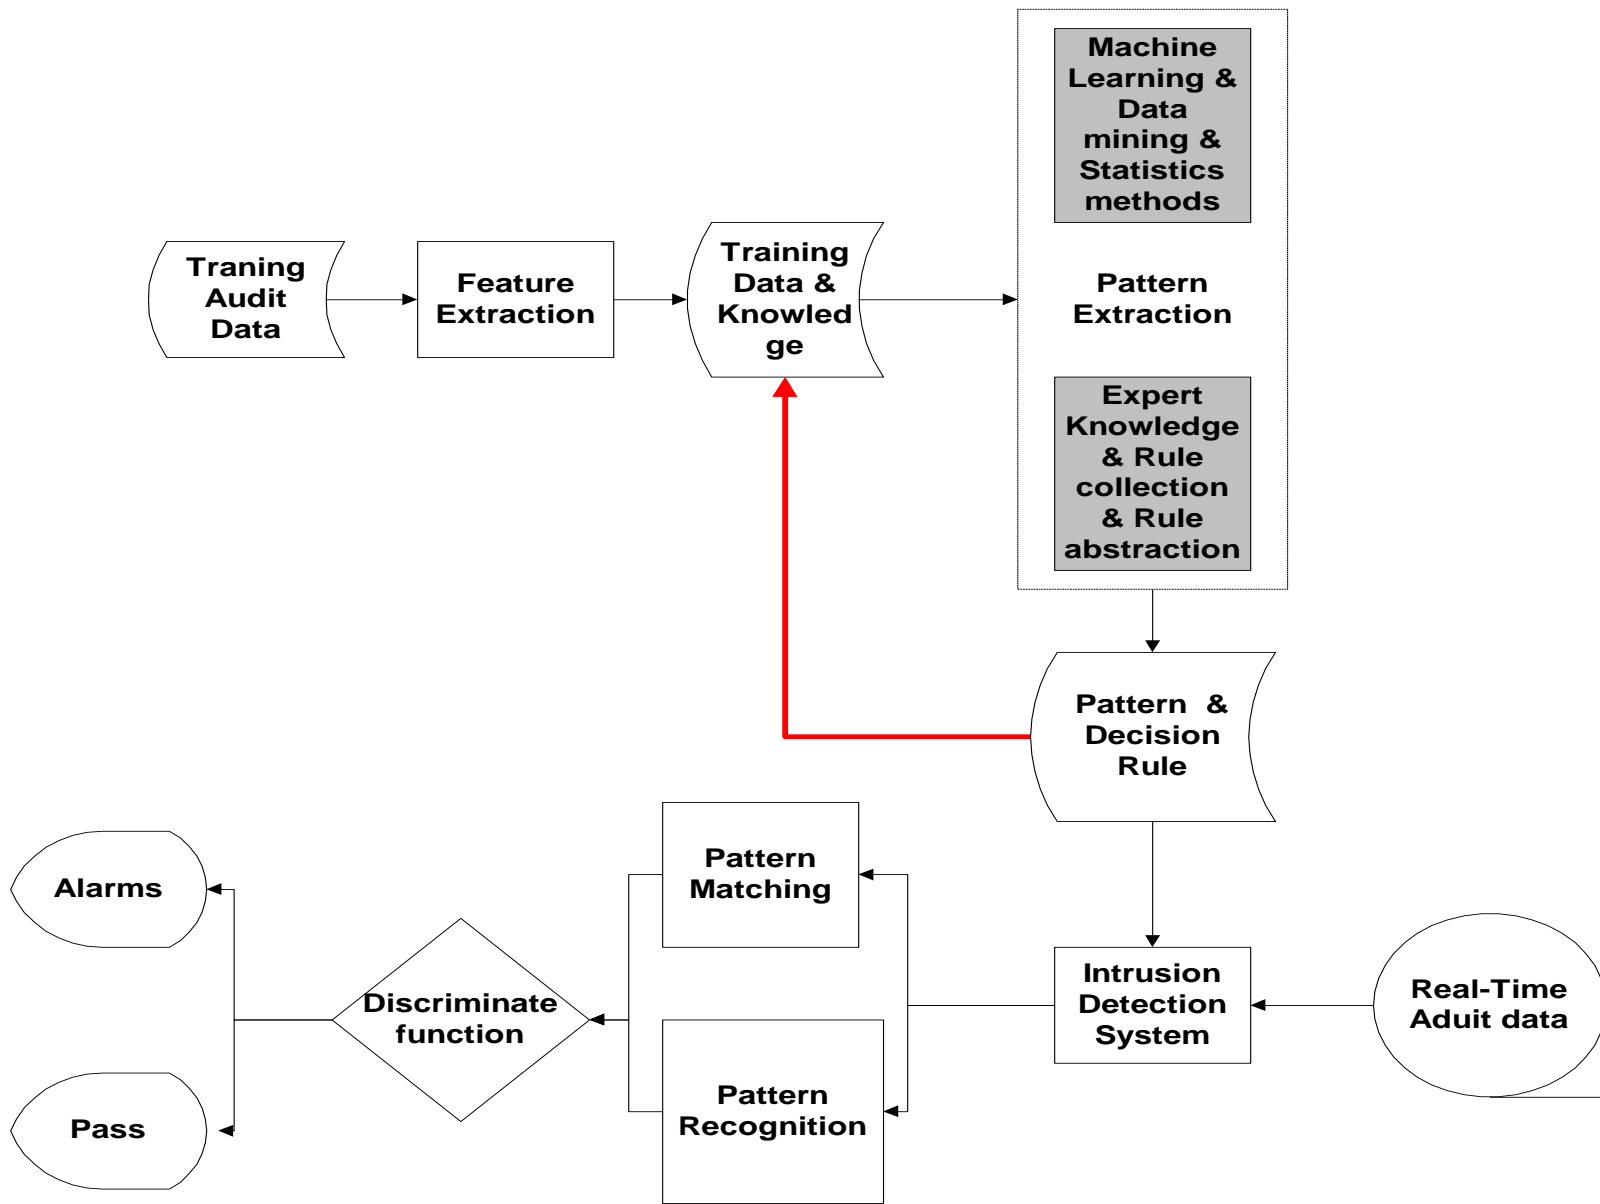 Machine
Learning &
Data
mining &
Statistics
methods
Traning
Audit
Data
Feature
Extraction
Training
Data &
Knowled
ge
Pattern
Extraction
Expert
Knowledge
& Rule
collection
& Rule
abstraction
Pattern &
Decision
Rule
Pattern
Matching
Alarms
Discriminate
function
Intrusion
Detection
System
Real-Time
Aduit data
Pattern
Recognition
Pass